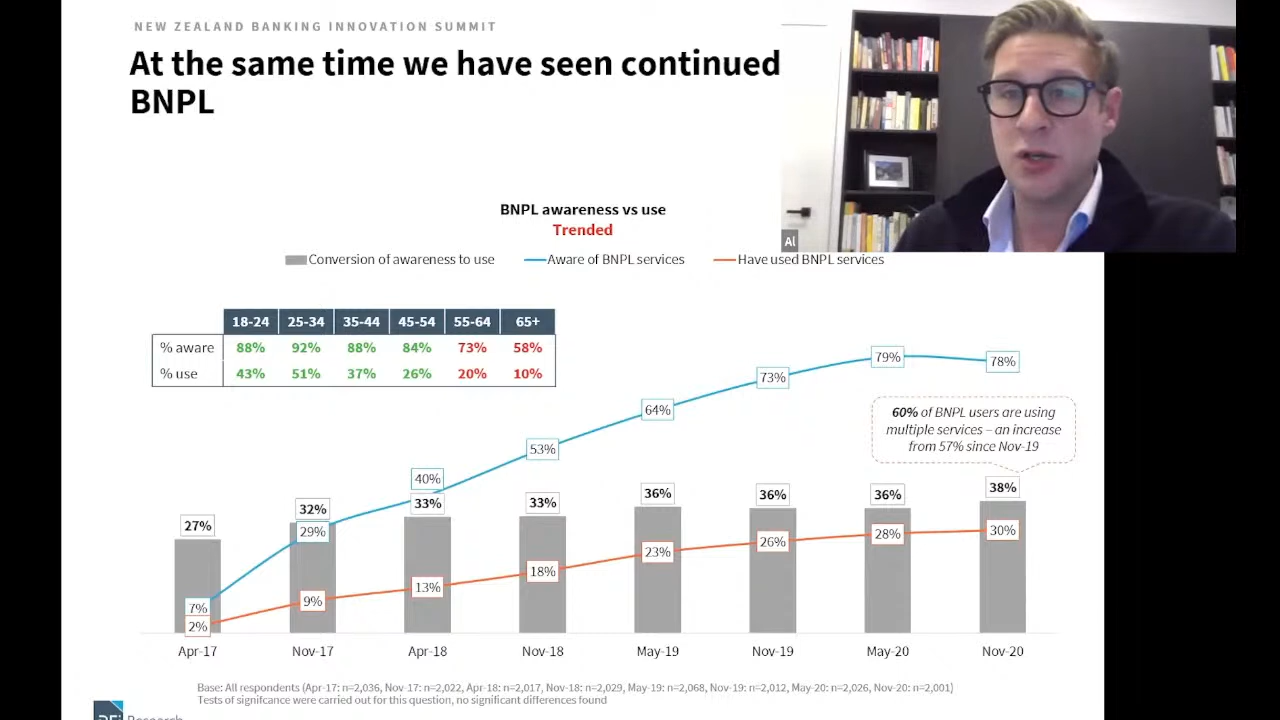 NEW ZEALAND BANKING INNOVATION SUMMIT
At the same time we have seen continued
BNPL
Al
BNPL awareness vs use
Trended
Conversion of awareness to use Aware of BNPL services Have used BNPL services
18-24 25-34 35-44 45-54 55-64 65+
% aware 88% 92% 88% 84% 73% 58%
% use 43% 51% 37% 26% 20% 10%
79% 78%
73%
60% of BNPL users are using
multiple services – an increase
from 57% since Nov-19
64%
53%
40%
27% 32% 33% 33% 36% 36% 36% 38%
29%
7%
2% 9% 13% 18% 23% 26% 28% 30%
Apr-17 Nov-17 Apr-18 Nov-18 May-19 Nov-19 May-20 Nov-20
Base: All respondents (Apr-17: n=2,036, Nov-17: n=2,022, Apr-18: n=2,017, Nov-18: n=2,029, May-19: n=2,068, Nov-19: n=2,012, May-20: n=2,026, Nov-20: n=2,001)
Tests of signifcance were carried out for this question, no significant differences found
Research